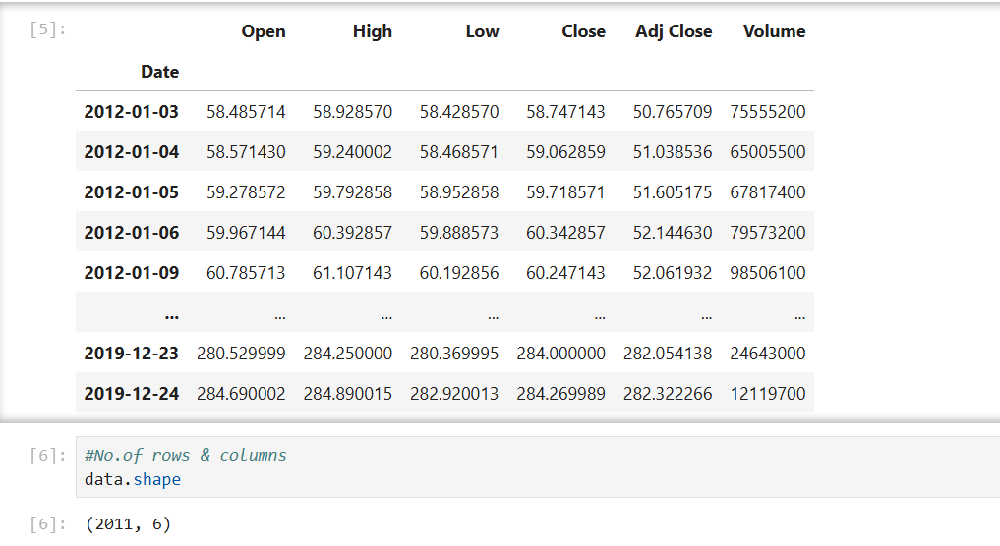 [5]: Open High Low Close Adj Close Volume
Date
2012-01-03 58.485714 58.928570 58.428570 58.747143 50.765709 75555200
2012-01-04 58.571430 59.240002 58.468571 59.062859 51.038536 65005500
2012-01-05 59.278572 59.792858 58.952858 59.718571 51.605175 67817400
2012-01-06 59.967144 60.392857 59.888573 60.342857 52.144630 79573200
2012-01-09 60.785713 61.107143 60.192856 60.247143 52.061932 98506100
... ... ... ... ... ... ...
2019-12-23 280.529999 284.250000 280.369995 284.000000 282.054138 24643000
2019-12-24 284.690002 284.890015 282.920013 284.269989 282.322266 12119700
[6]: #No.of rows & columns
data.shape
[6]: (2011, 6)